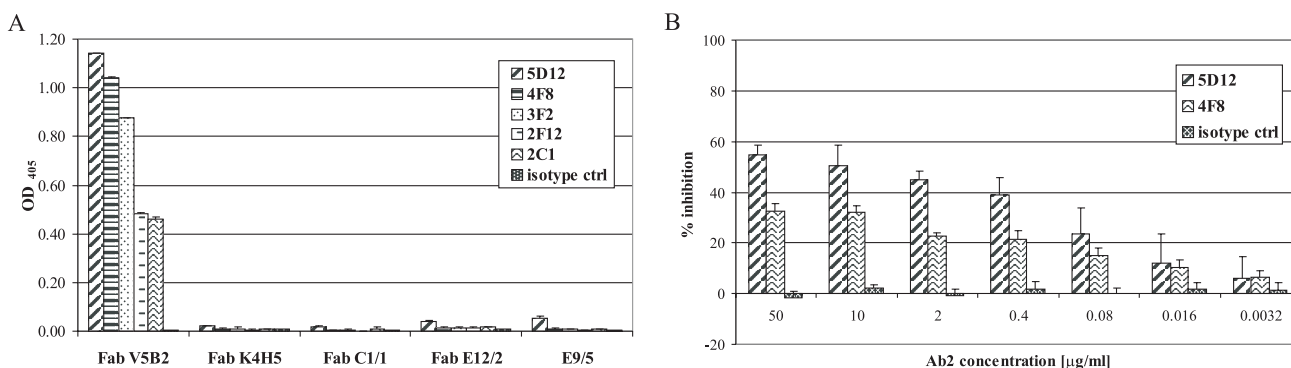 A
1.20
1.00
0.80
0.60
0.40
0.20
0.00
OD 405
5D12
4F8
3F2
2F12
2C1
isotype ctrl
Fab V5B2 Fab K4H5 Fab C1/1 Fab E12/2 E9/5
B
100
80
60
40
20
0
-20
% inhibition
5D12
4F8
isotype ctrl
50 10 2 0.4 0.08 0.016 0.0032
Ab2 concentration [µg/ml]